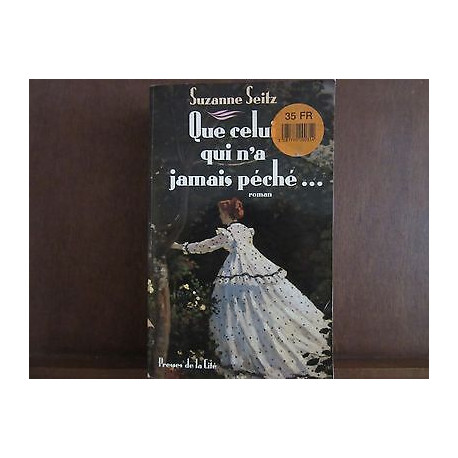 Suzanne Seitz
Que celui
qui n'a
jamais péché...
roman
35 FR
Presses de la Cité